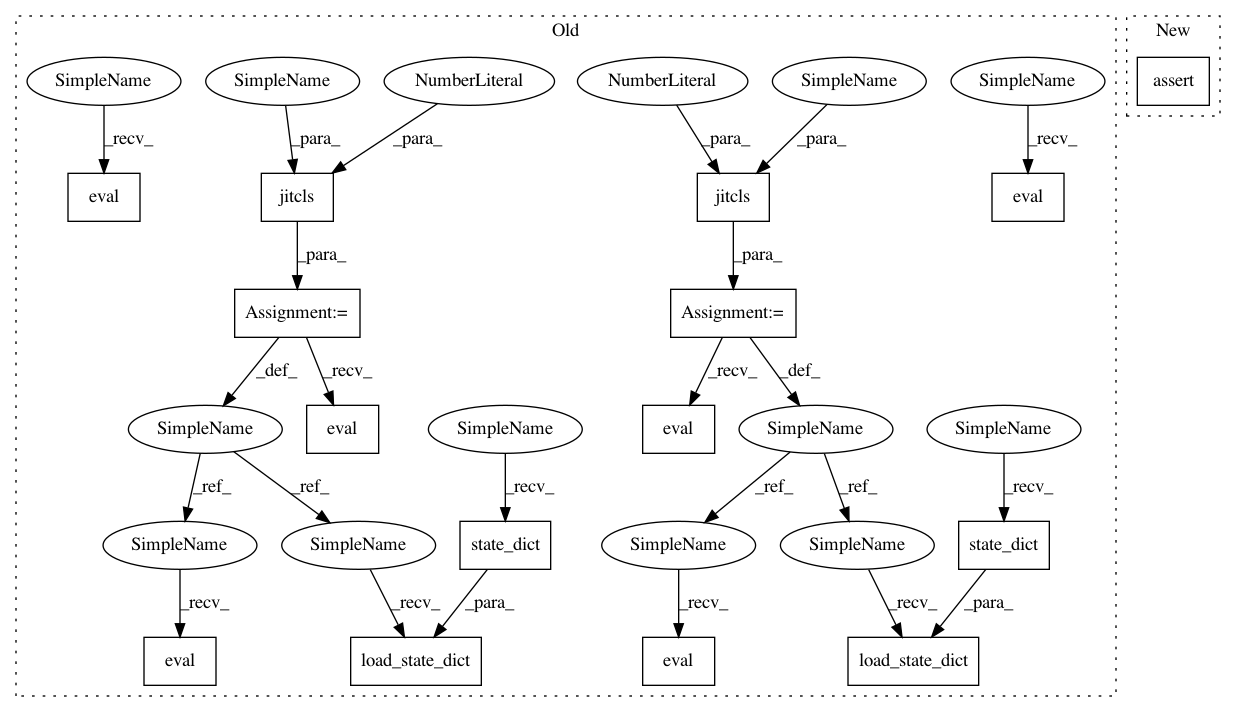 Old
New
SimpleName
SimpleName
NumberLiteral
NumberLiteral
SimpleName
SimpleName
assert
_recv_
_para_
_para_
_para_
_para_
_recv_
eval
jitcls
jitcls
eval
_para_
_para_
Assignment:=
Assignment:=
_def_
_recv_
_recv_
_def_
SimpleName
eval
SimpleName
eval
SimpleName
SimpleName
_ref_
_ref_
_recv_
_ref_
_ref_
_recv_
SimpleName
SimpleName
state_dict
SimpleName
SimpleName
state_dict
_recv_
_recv_
_para_
_recv_
_recv_
_para_
eval
load_state_dict
eval
load_state_dict